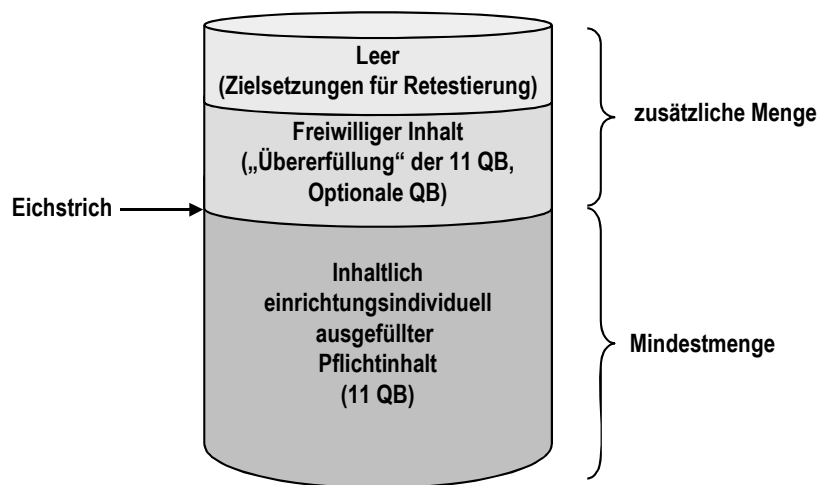 Leer
(Zielsetzungen für Retestierung)
zusätzliche Menge
Freiwilliger Inhalt
(„Übererfüllung“ der 11 QB,
Optionale QB)
Eichstrich
Inhaltlich
einrichtungsindividuell
ausgefüllter
Pflichtinhalt
(11 QB)
Mindestmenge